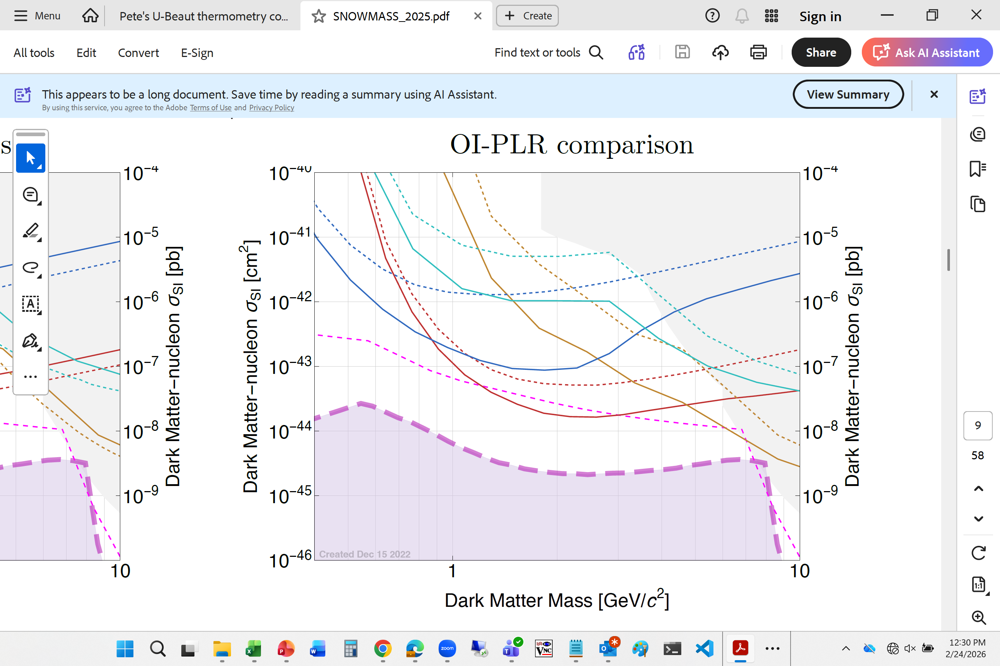 Menu
Pete's U-Beaut thermometry co...
SNOWMASS_2025.pdf
Create
Sign in
All tools
Edit
Convert
E-Sign
Find text or tools
Share
Ask AI Assistant
This appears to be a long document. Save time by reading a summary using AI Assistant.
By using this service, you agree to the Adobe Terms of Use and Privacy Policy
View Summary
s
10⁻⁴
10⁻⁵
10⁻⁶
10⁻⁷
10⁻⁸
10⁻⁹
Dark Matter–nucleon σSI [pb]
10
OI-PLR comparison
Dark Matter–nucleon σSI [cm²]
10⁻⁴⁰
10⁻⁴¹
10⁻⁴²
10⁻⁴³
10⁻⁴⁴
10⁻⁴⁵
10⁻⁴⁶
Created Dec 15 2022
1
10
Dark Matter Mass [GeV/c²]
10⁻⁴
10⁻⁵
10⁻⁶
10⁻⁷
10⁻⁸
10⁻⁹
Dark Matter–nucleon σSI [pb]
9
58
1:1
zoom
12:30 PM
2/24/2026